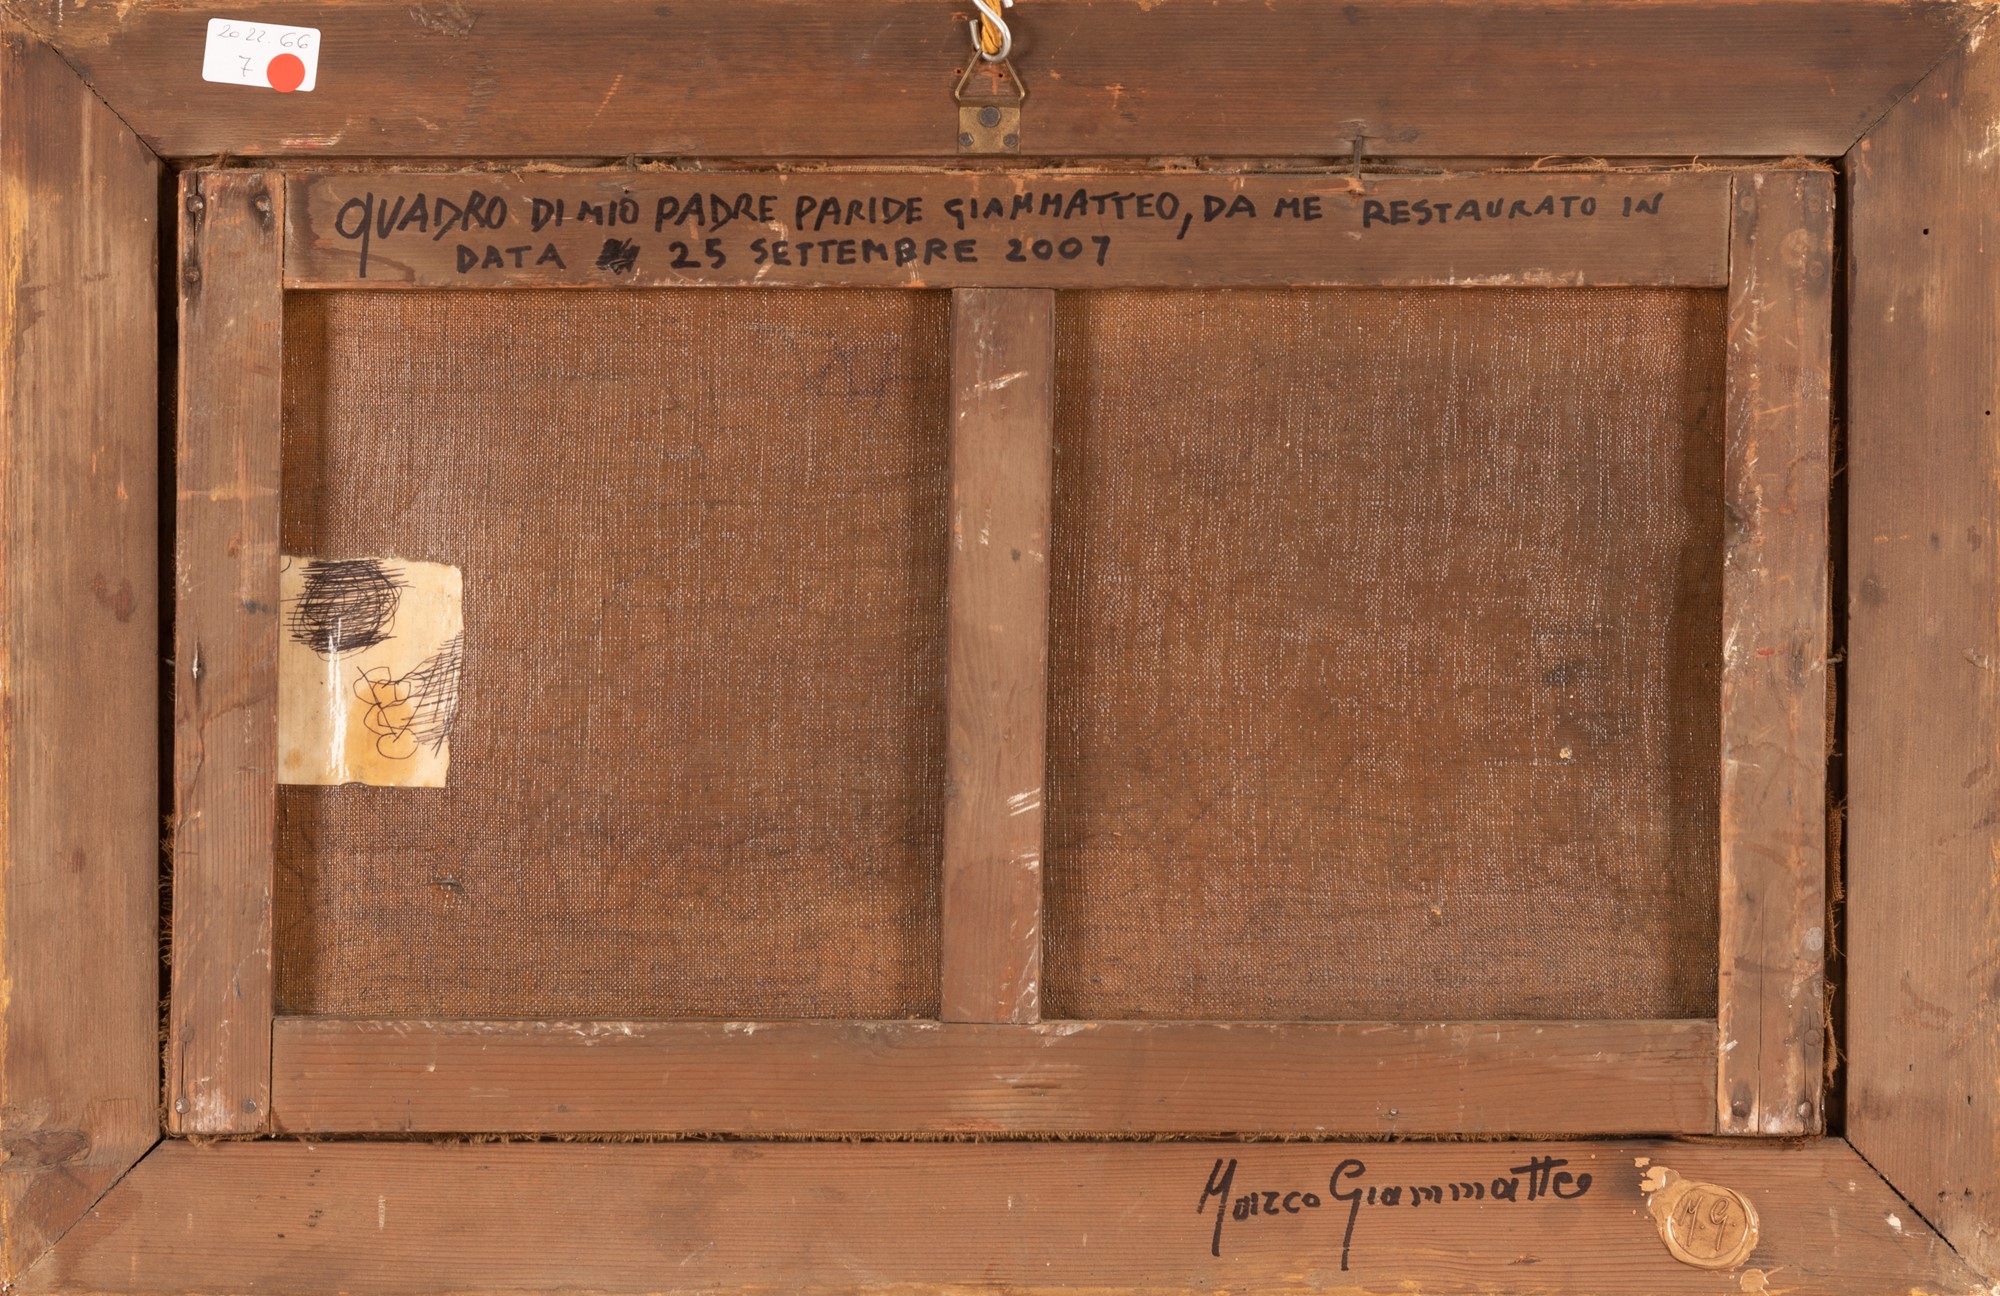 2022.66
7
QUADRO DI MIO PADRE PARIDE GIAMMATTEO, DA ME RESTAURATO IN
DATA 25 SETTEMBRE 2007
Marco Giammatteo
M.G.